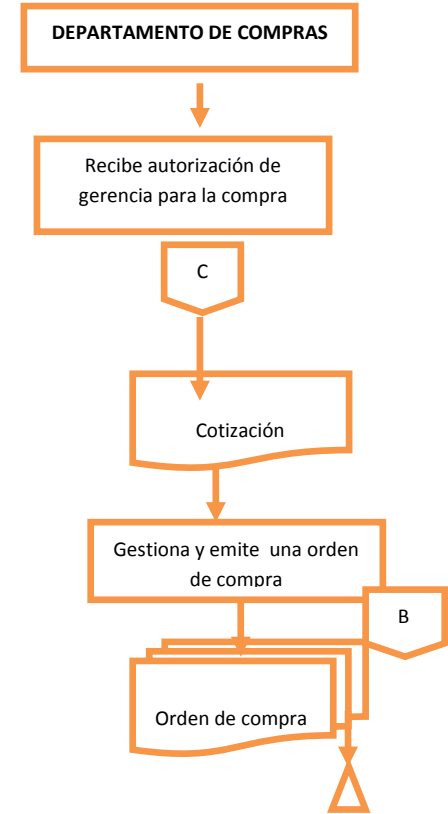 DEPARTAMENTO DE COMPRAS
Recibe autorización de
gerencia para la compra
C
Cotización
Gestiona y emite una orden
de compra
B
Orden de compra